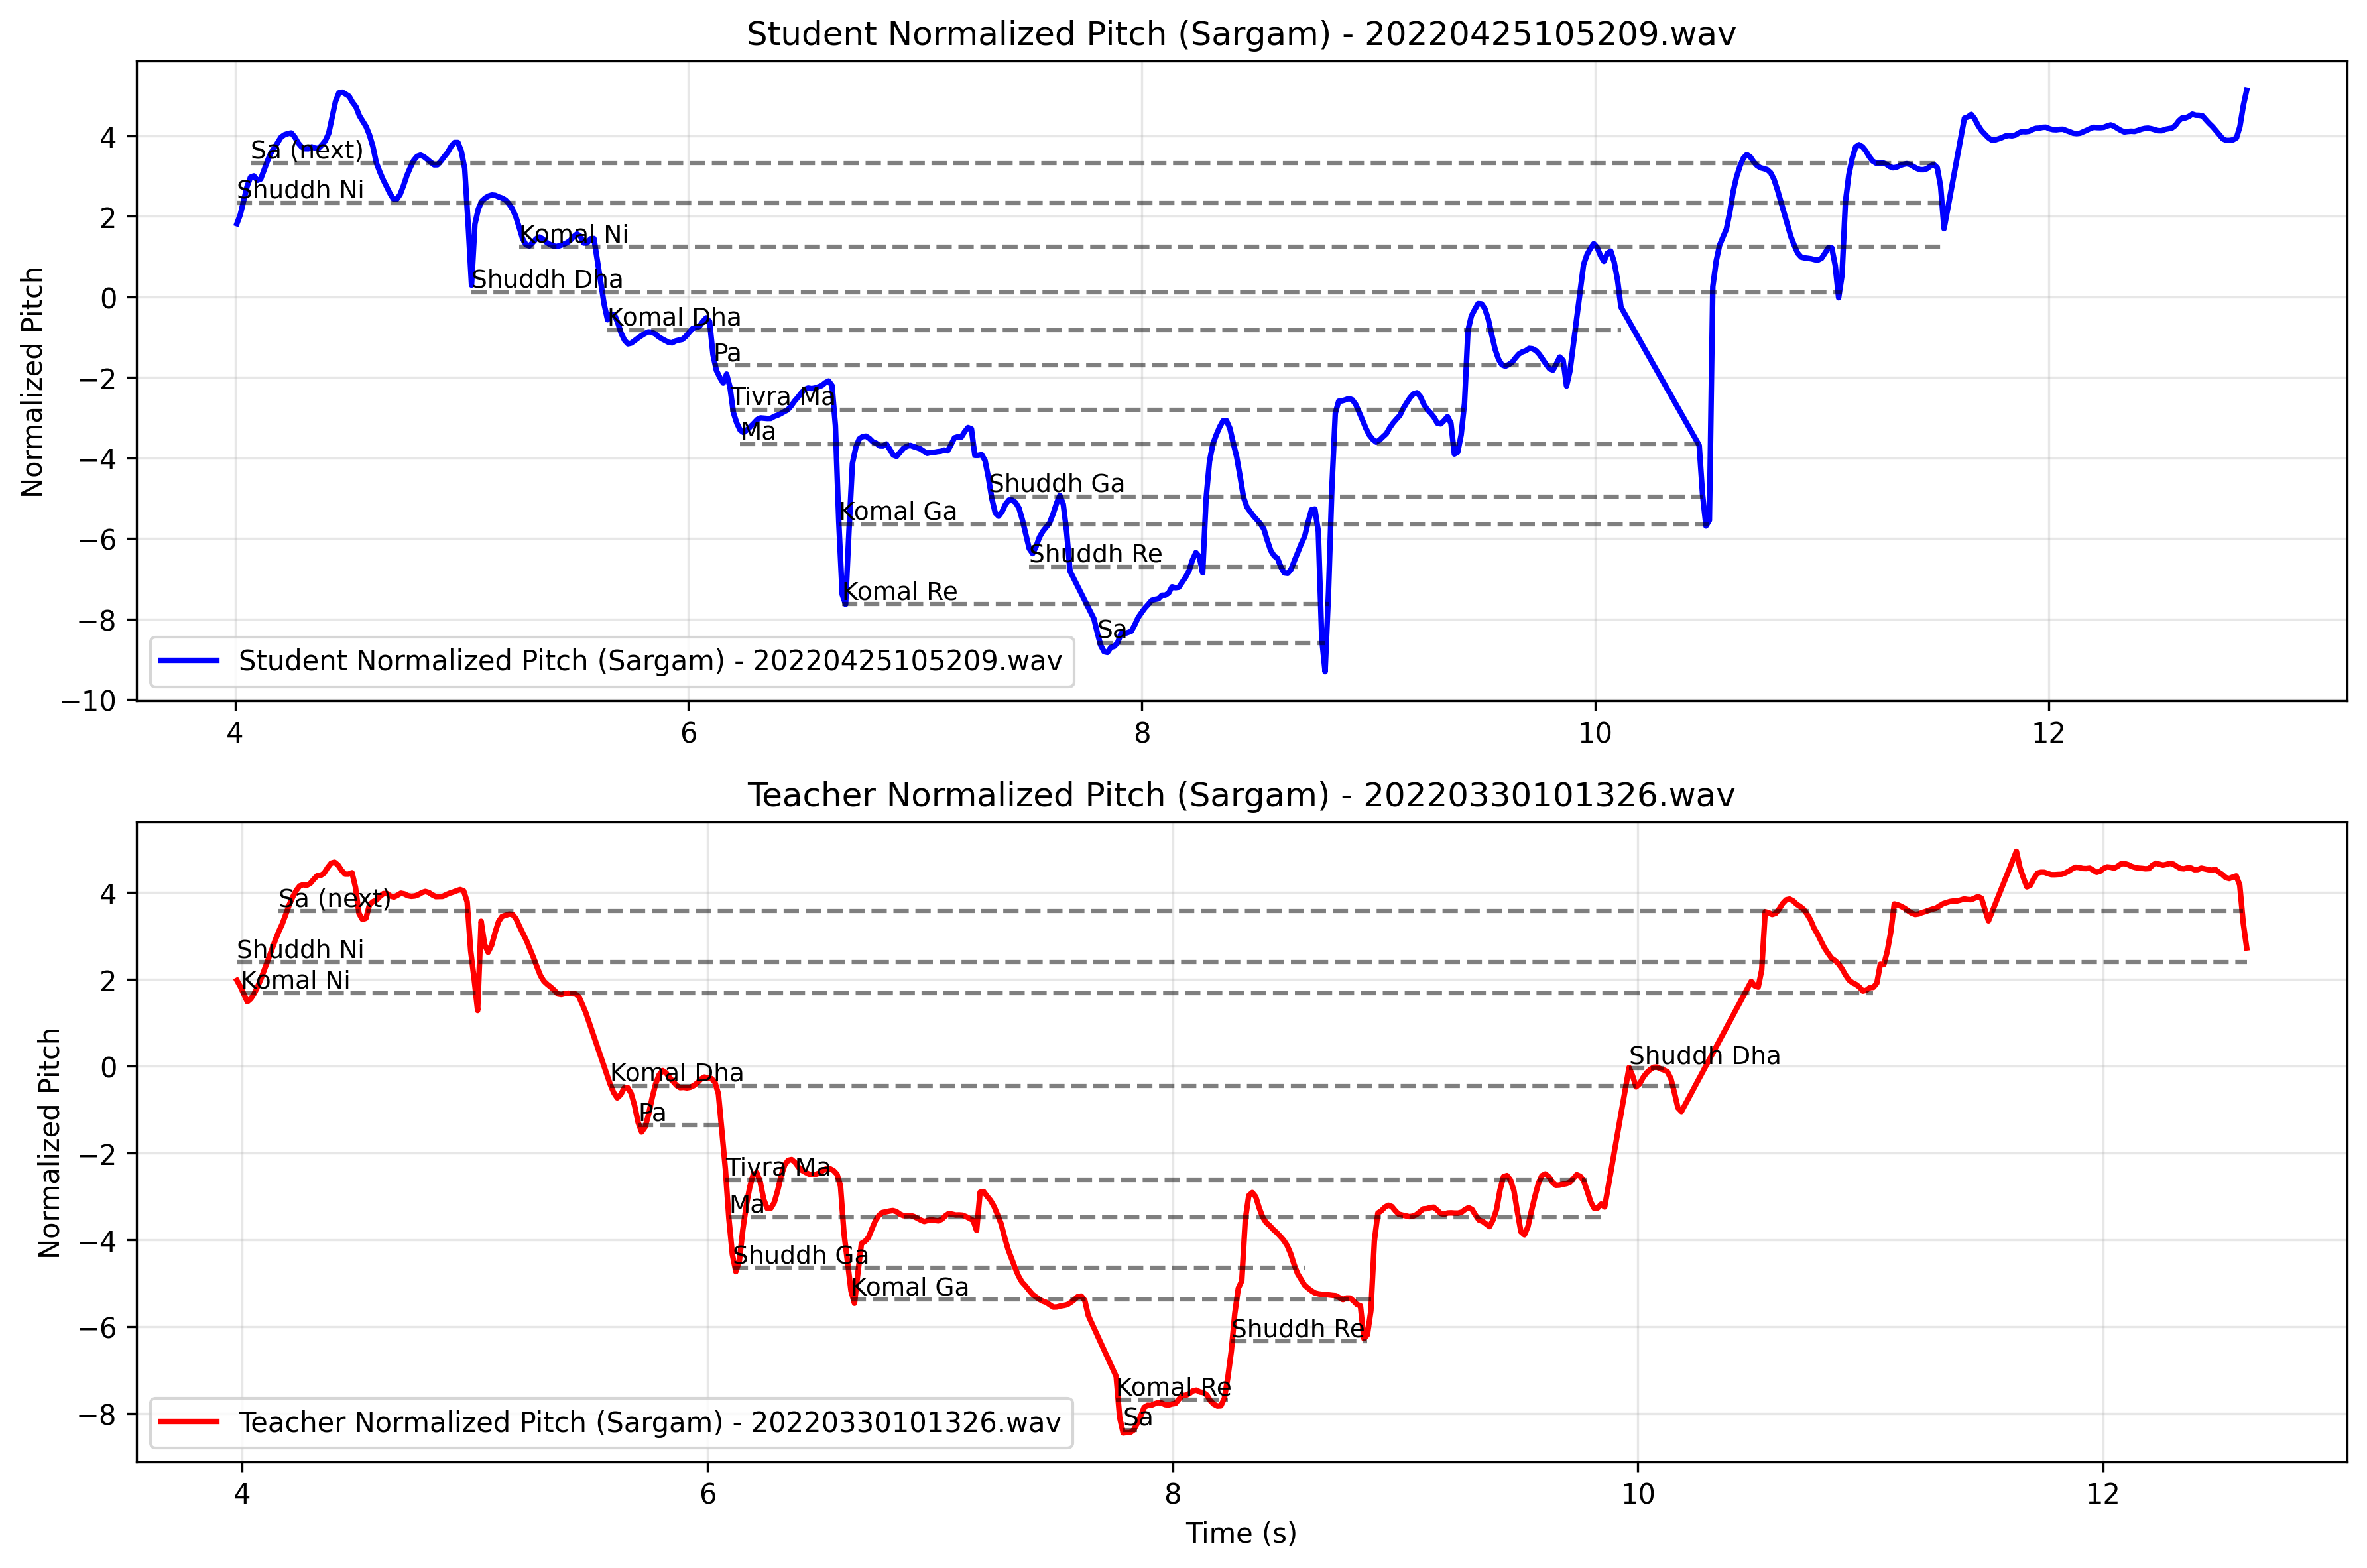 Student Normalized Pitch (Sargam) - 20220425105209.wav
Normalized Pitch
4
2
0
−2
−4
−6
−8
−10
Sa (next)
Shuddh Ni
Komal Ni
Shuddh Dha
Komal Dha
Pa
Tivra Ma
Ma
Shuddh Ga
Komal Ga
Shuddh Re
Komal Re
Sa
Student Normalized Pitch (Sargam) - 20220425105209.wav
4 6 8 10 12
Teacher Normalized Pitch (Sargam) - 20220330101326.wav
Normalized Pitch
4
2
0
−2
−4
−6
−8
Sa (next)
Shuddh Ni
Komal Ni
Shuddh Dha
Komal Dha
Pa
Tivra Ma
Ma
Shuddh Ga
Komal Ga
Shuddh Re
Komal Re
Sa
Teacher Normalized Pitch (Sargam) - 20220330101326.wav
4 6 8 10 12
Time (s)